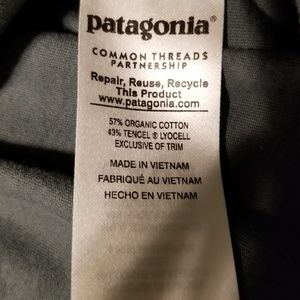 patagonia®
COMMON THREADS
PARTNERSHIP
Repair, Reuse, Recycle
This Product
www.patagonia.com
57% ORGANIC COTTON
43% TENCEL ® LYOCELL
EXCLUSIVE OF TRIM
MADE IN VIETNAM
FABRIQUÉ AU VIETNAM
HECHO EN VIETNAM